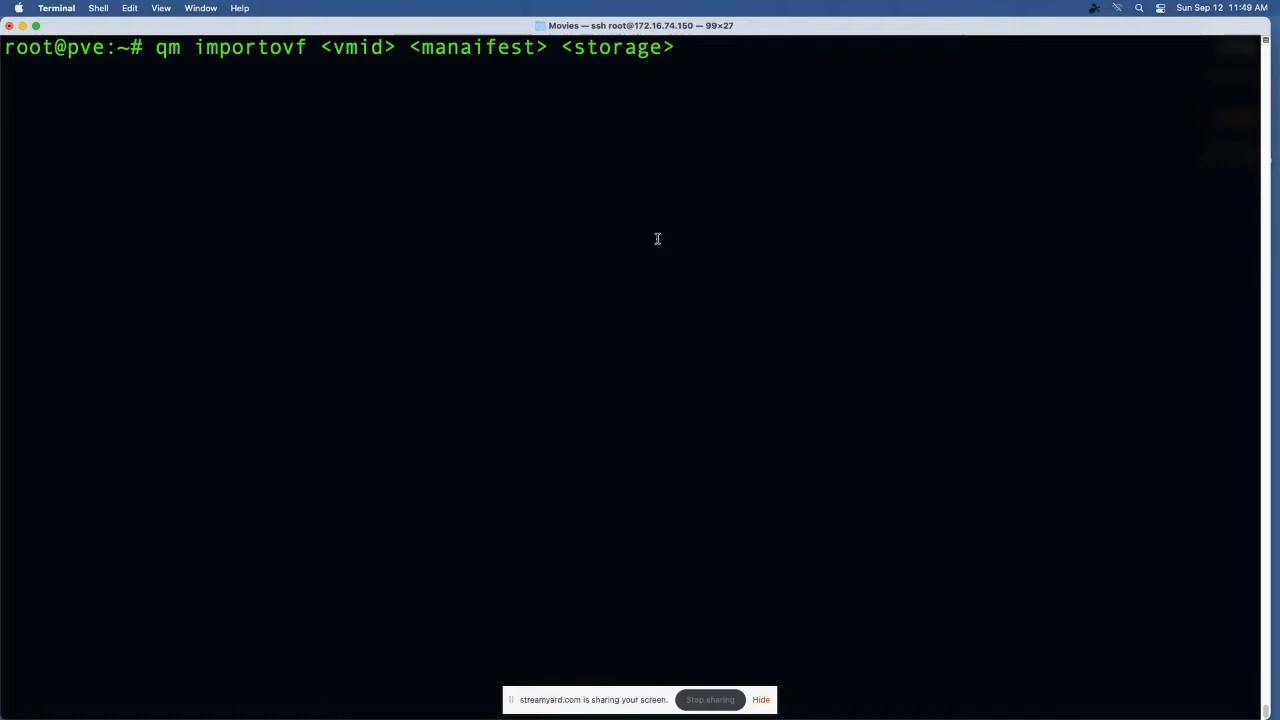 Terminal Shell Edit View Window Help Sun Sep 12 11:49 AM
Movies — ssh root@172.16.74.150 — 99×27
root@pve:~# qm importovf <vmid> <manaifest> <storage>
streamyard.com is sharing your screen. Stop sharing Hide